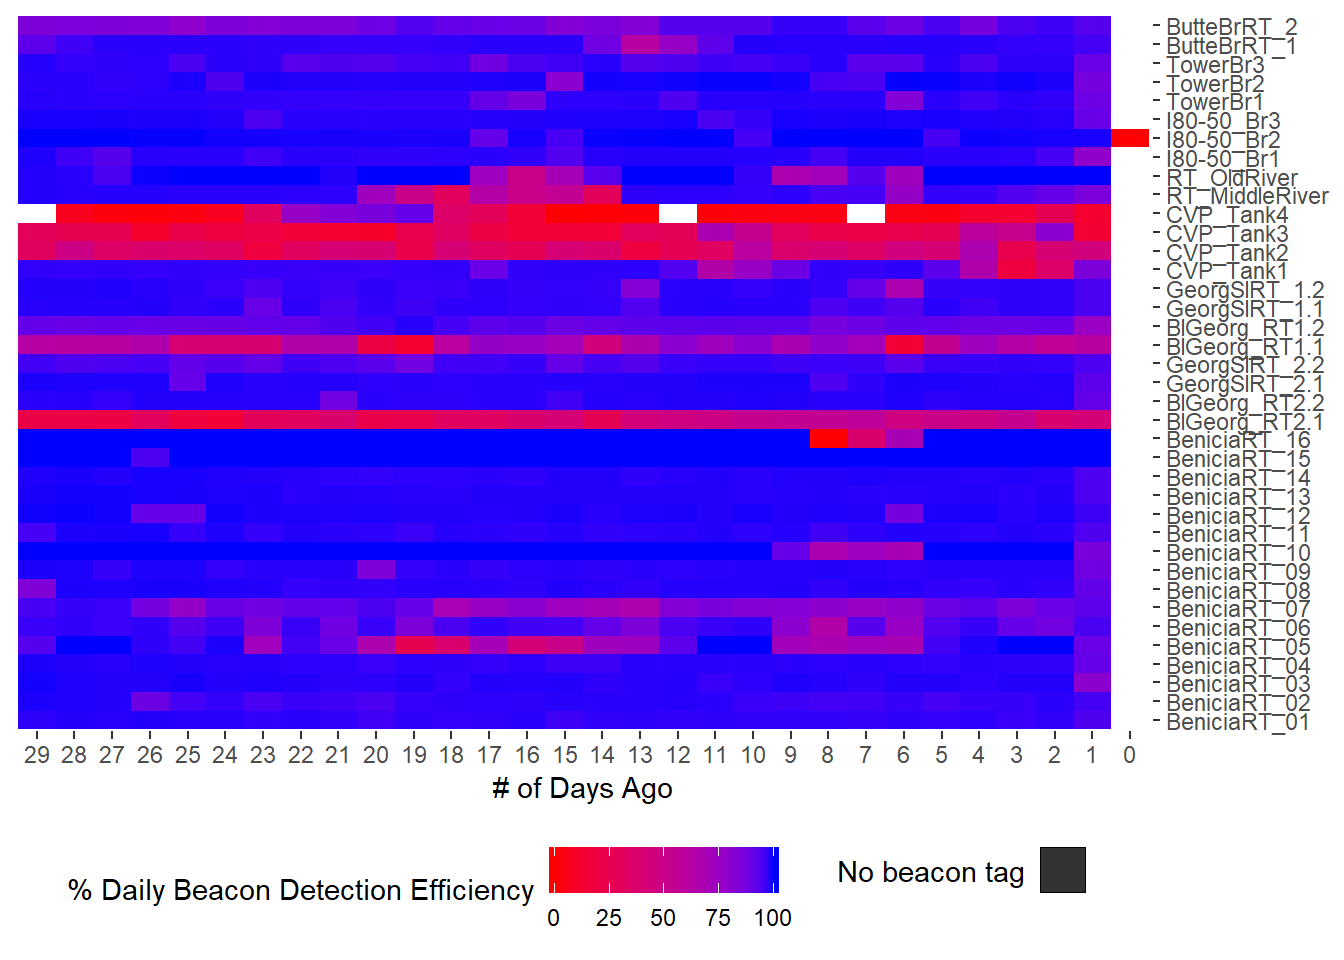 ButteBrRT_2
ButteBrRT_1
TowerBr3
TowerBr2
TowerBr1
I80-50_Br3
I80-50_Br2
I80-50_Br1
RT_OldRiver
RT_MiddleRiver
CVP_Tank4
CVP_Tank3
CVP_Tank2
CVP_Tank1
GeorgSlRT_1.2
GeorgSlRT_1.1
BlGeorg_RT1.2
BlGeorg_RT1.1
GeorgSlRT_2.2
GeorgSlRT_2.1
BlGeorg_RT2.2
BlGeorg_RT2.1
BeniciaRT_16
BeniciaRT_15
BeniciaRT_14
BeniciaRT_13
BeniciaRT_12
BeniciaRT_11
BeniciaRT_10
BeniciaRT_09
BeniciaRT_08
BeniciaRT_07
BeniciaRT_06
BeniciaRT_05
BeniciaRT_04
BeniciaRT_03
BeniciaRT_02
BeniciaRT_01
29 28 27 26 25 24 23 22 21 20 19 18 17 16 15 14 13 12 11 10 9 8 7 6 5 4 3 2 1 0
# of Days Ago
% Daily Beacon Detection Efficiency
0 25 50 75 100
No beacon tag